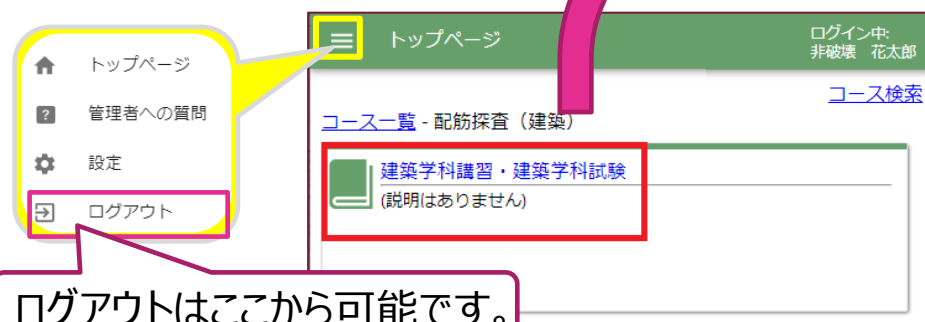 トップページ
管理者への質問
設定
ログアウト
トップページ
ログイン中:
非破壊 花太郎
コース検索
コース一覧 - 配筋探査（建築）
建築学科講習・建築学科試験
(説明はありません)
ログアウトはここから可能です。